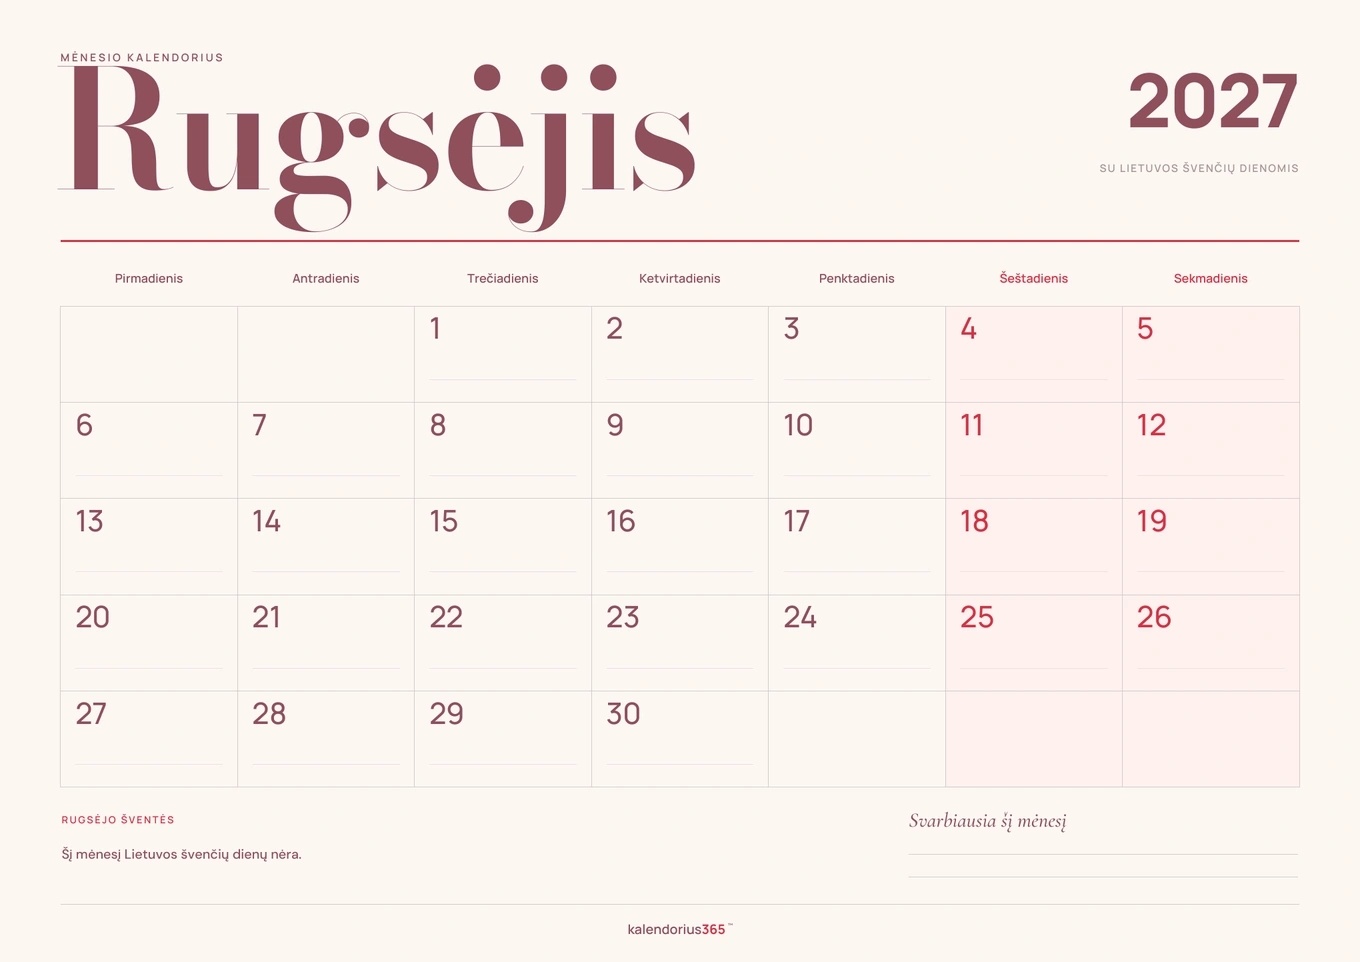 MĖNESIO KALENDORIUS
Rugsėjis
2027
SU LIETUVOS ŠVENČIŲ DIENOMIS
Pirmadienis Antradienis Trečiadienis Ketvirtadienis Penktadienis Šeštadienis Sekmadienis
1 2 3 4 5
6 7 8 9 10 11 12
13 14 15 16 17 18 19
20 21 22 23 24 25 26
27 28 29 30
RUGSĖJO ŠVENTĖS
Šį mėnesį Lietuvos švenčių dienų nėra.
Svarbiausia šį mėnesį
kalendorius365™